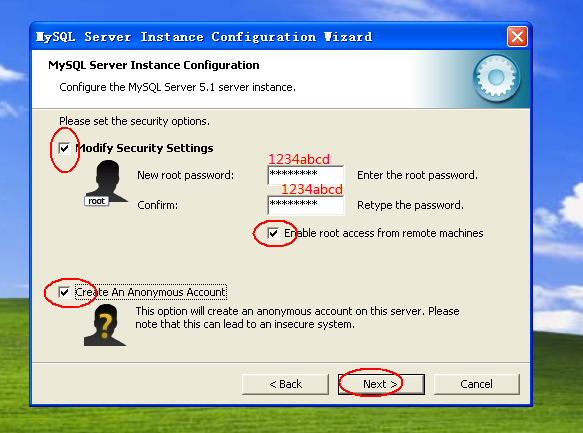 MySQL Server Instance Configuration Wizard
MySQL Server Instance Configuration
Configure the MySQL Server 5.1 server instance.
Please set the security options.
Modify Security Settings
1234abcd
New root password: ******** Enter the root password.
1234abcd
Confirm: ******** Retype the password.
root
Enable root access from remote machines
Create An Anonymous Account
This option will create an anonymous account on this server. Please
note that this can lead to an insecure system.
< Back Next > Cancel